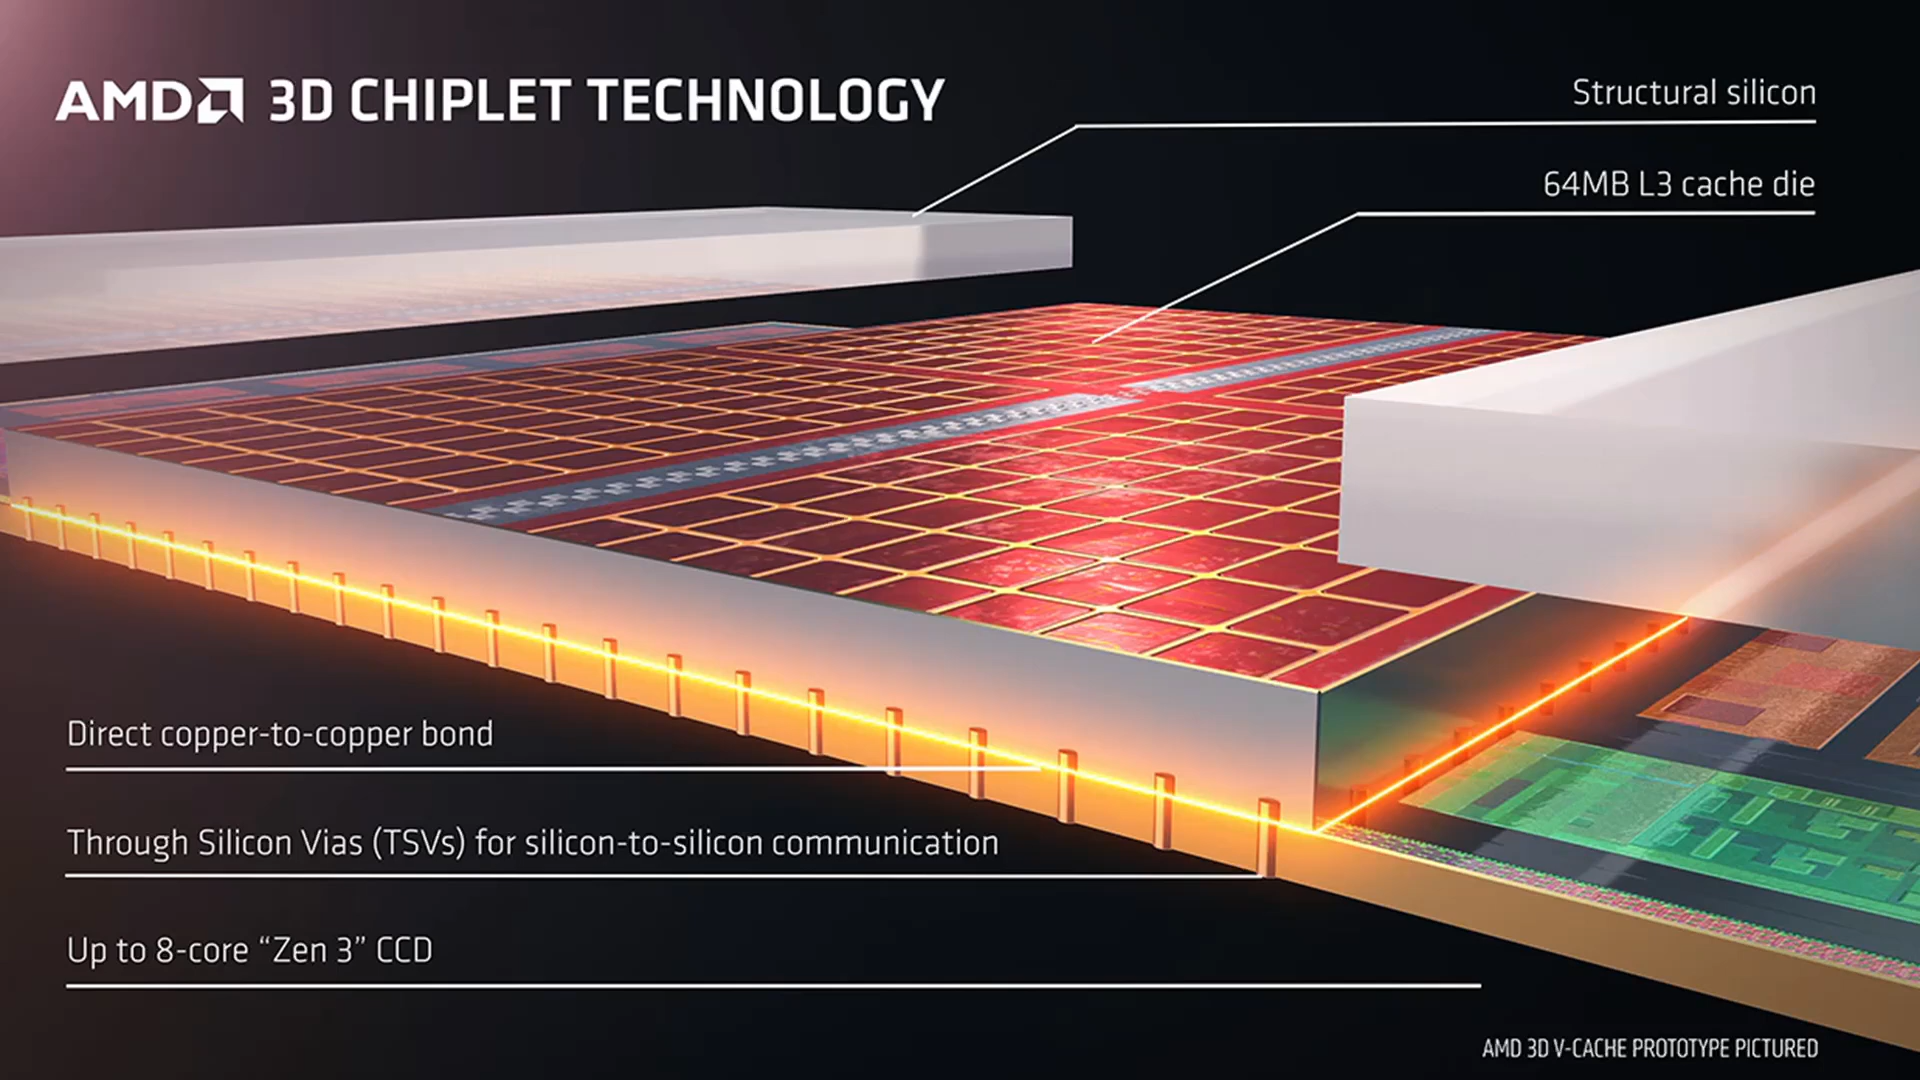 AMD 3D CHIPLET TECHNOLOGY
Structural silicon
64MB L3 cache die
Direct copper-to-copper bond
Through Silicon Vias (TSVs) for silicon-to-silicon communication
Up to 8-core “Zen 3” CCD
AMD 3D V-CACHE PROTOTYPE PICTURED